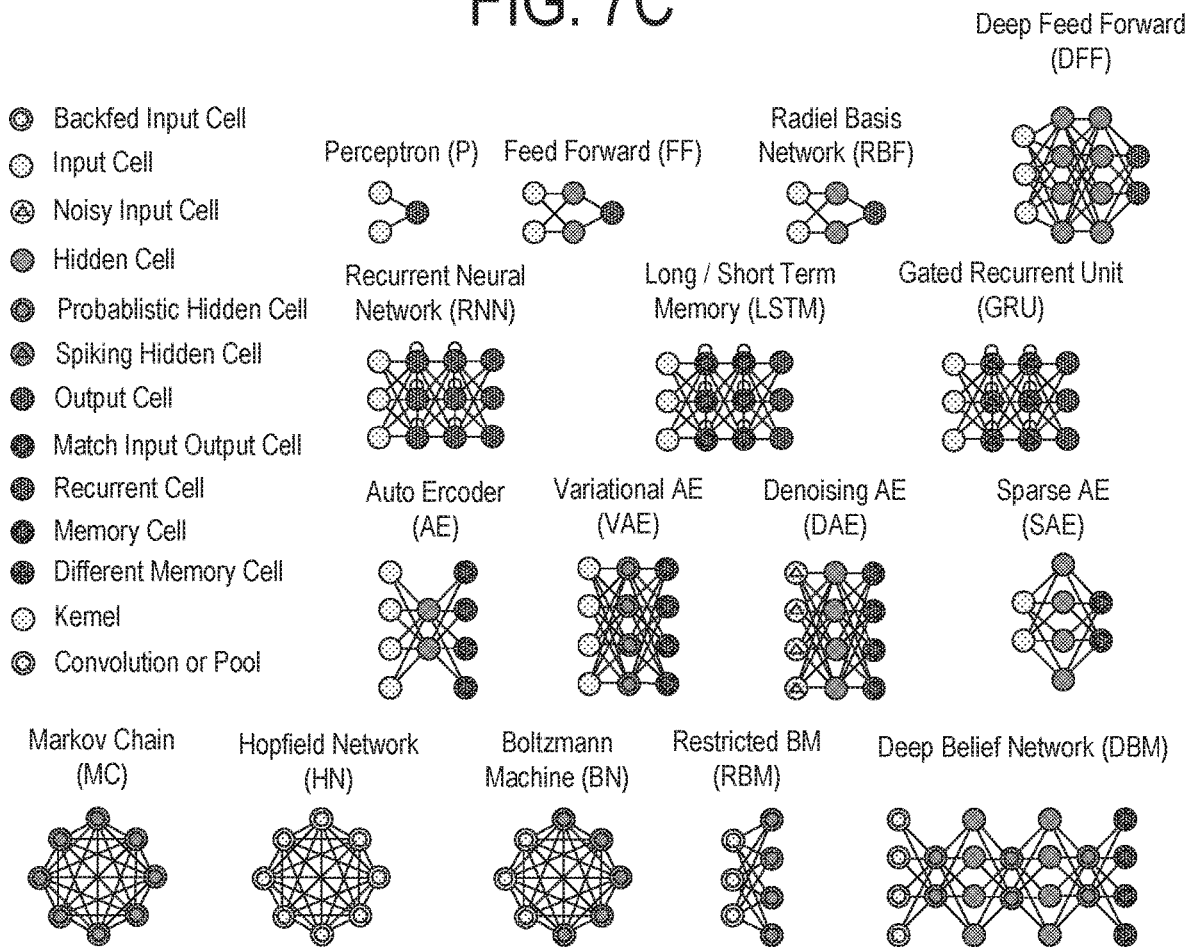 FIG. 7C
Deep Feed Forward
(DFF)
Backfed Input Cell
Input Cell
Noisy Input Cell
Hidden Cell
Probablistic Hidden Cell
Spiking Hidden Cell
Output Cell
Match Input Output Cell
Recurrent Cell
Memory Cell
Different Memory Cell
Kernel
Convolution or Pool
Perceptron (P)
Feed Forward (FF)
Radiel Basis
Network (RBF)
Recurrent Neural
Network (RNN)
Long / Short Term
Memory (LSTM)
Gated Recurrent Unit
(GRU)
Auto Ercoder
(AE)
Variational AE
(VAE)
Denoising AE
(DAE)
Sparse AE
(SAE)
Markov Chain
(MC)
Hopfield Network
(HN)
Boltzmann
Machine (BN)
Restricted BM
(RBM)
Deep Belief Network (DBM)